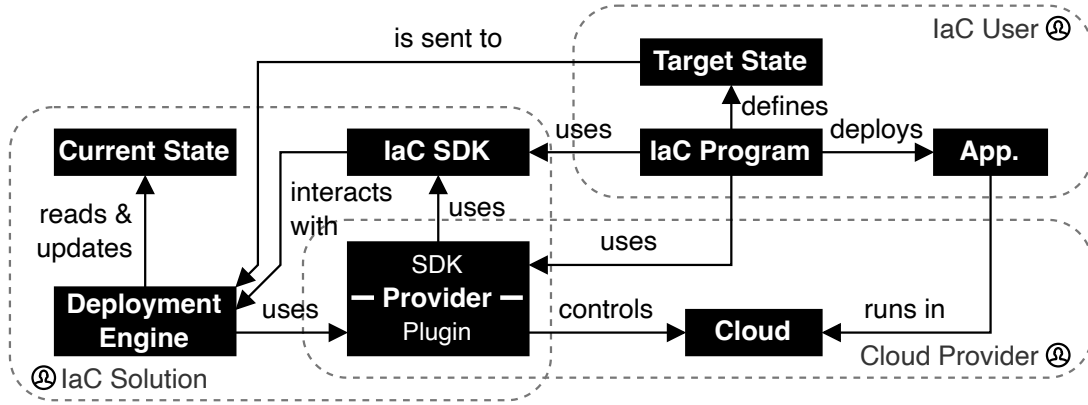 IaC User
is sent to
Target State
defines
uses
deploys
Current State
IaC SDK
IaC Program
App.
interacts
with
reads &
updates
uses
uses
SDK
Provider
Plugin
Deployment
Engine
uses
controls
Cloud
runs in
Cloud Provider
IaC Solution